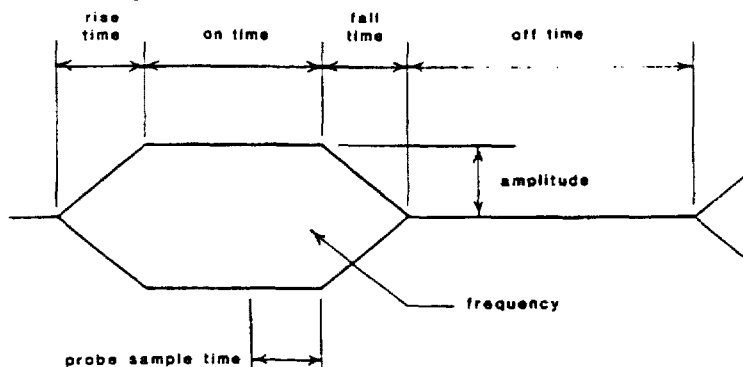 rise
time
on time
fall
time
off time
amplitude
frequency
probe sample time